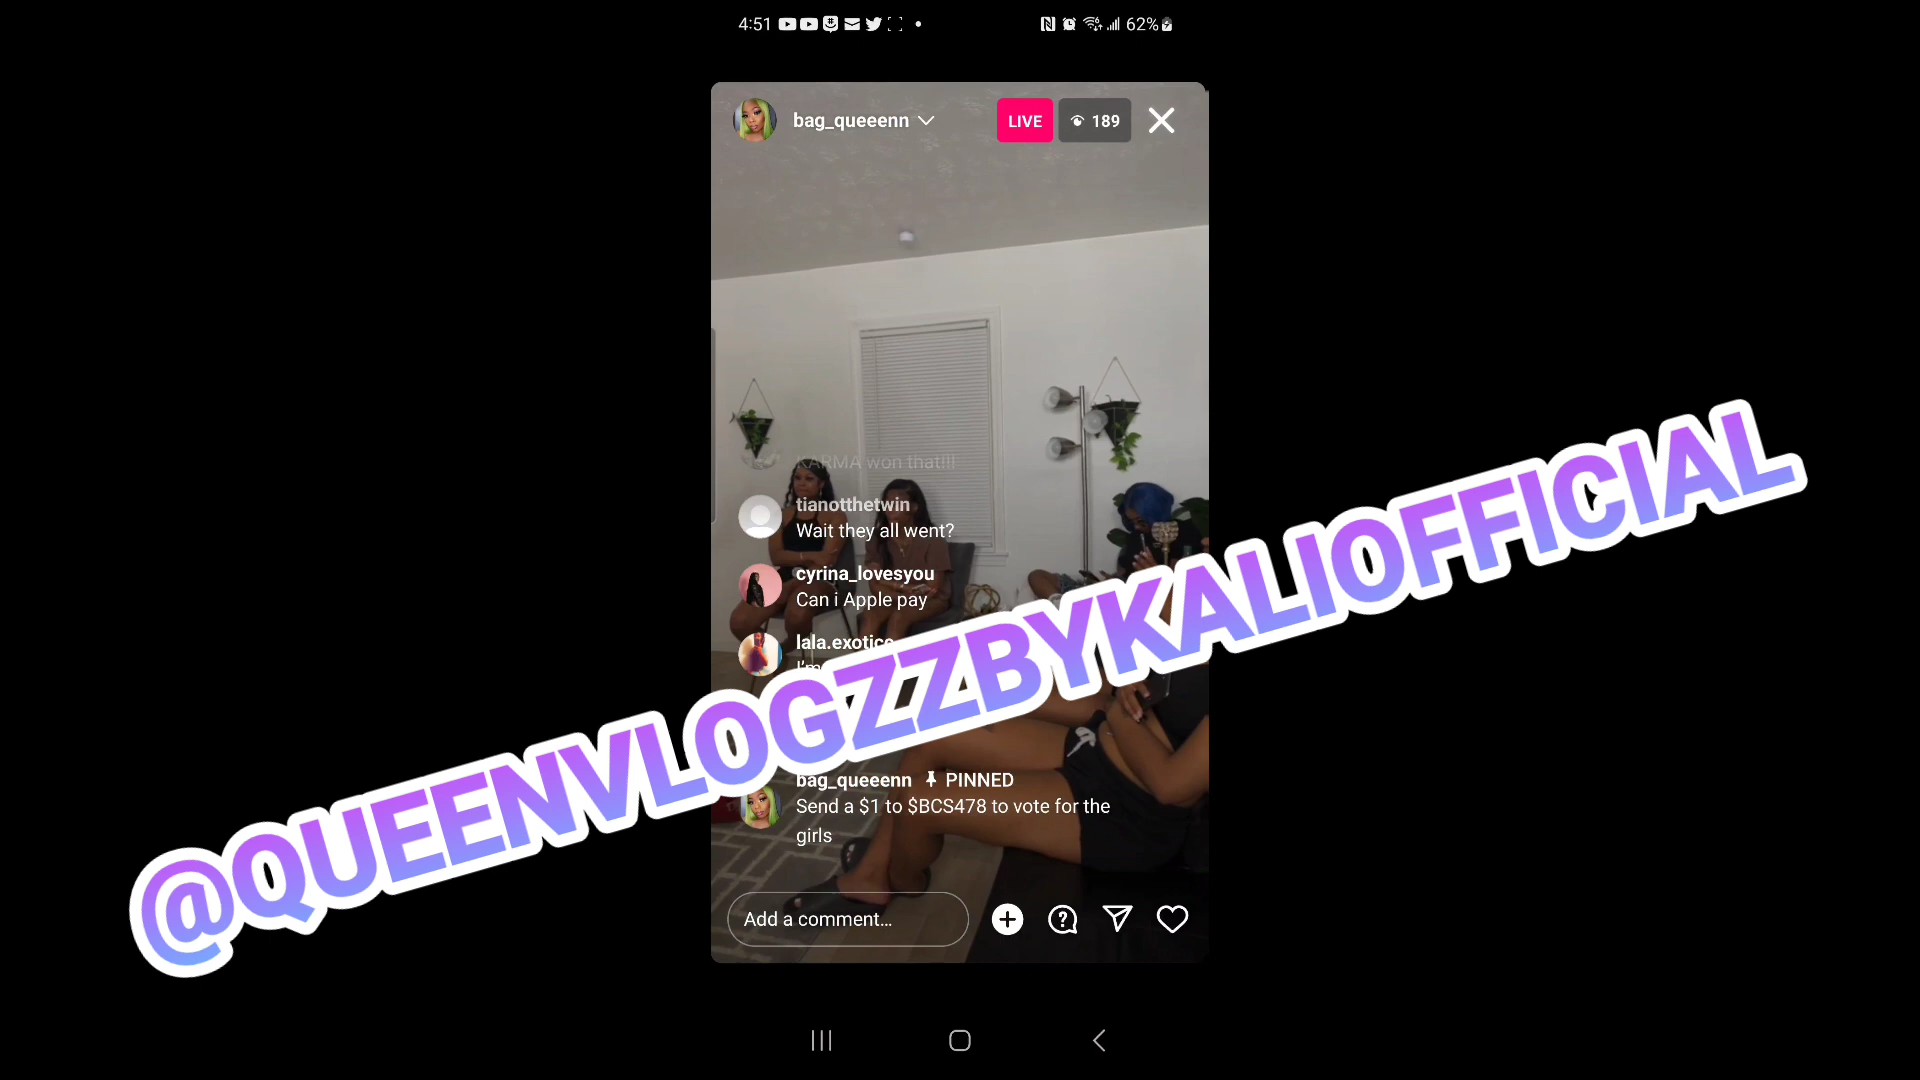 4:51
62%
bag_queeenn
LIVE
189
KARMA won that!!!
tianotthetwin
Wait they all went?
cyrina_lovesyou
Can i Apple pay
lala.exotice
I'm
@QUEENVLOGZZBYKALIOFFICIAL
bag_queeenn PINNED
Send a $1 to $BCS478 to vote for the
girls
Add a comment...